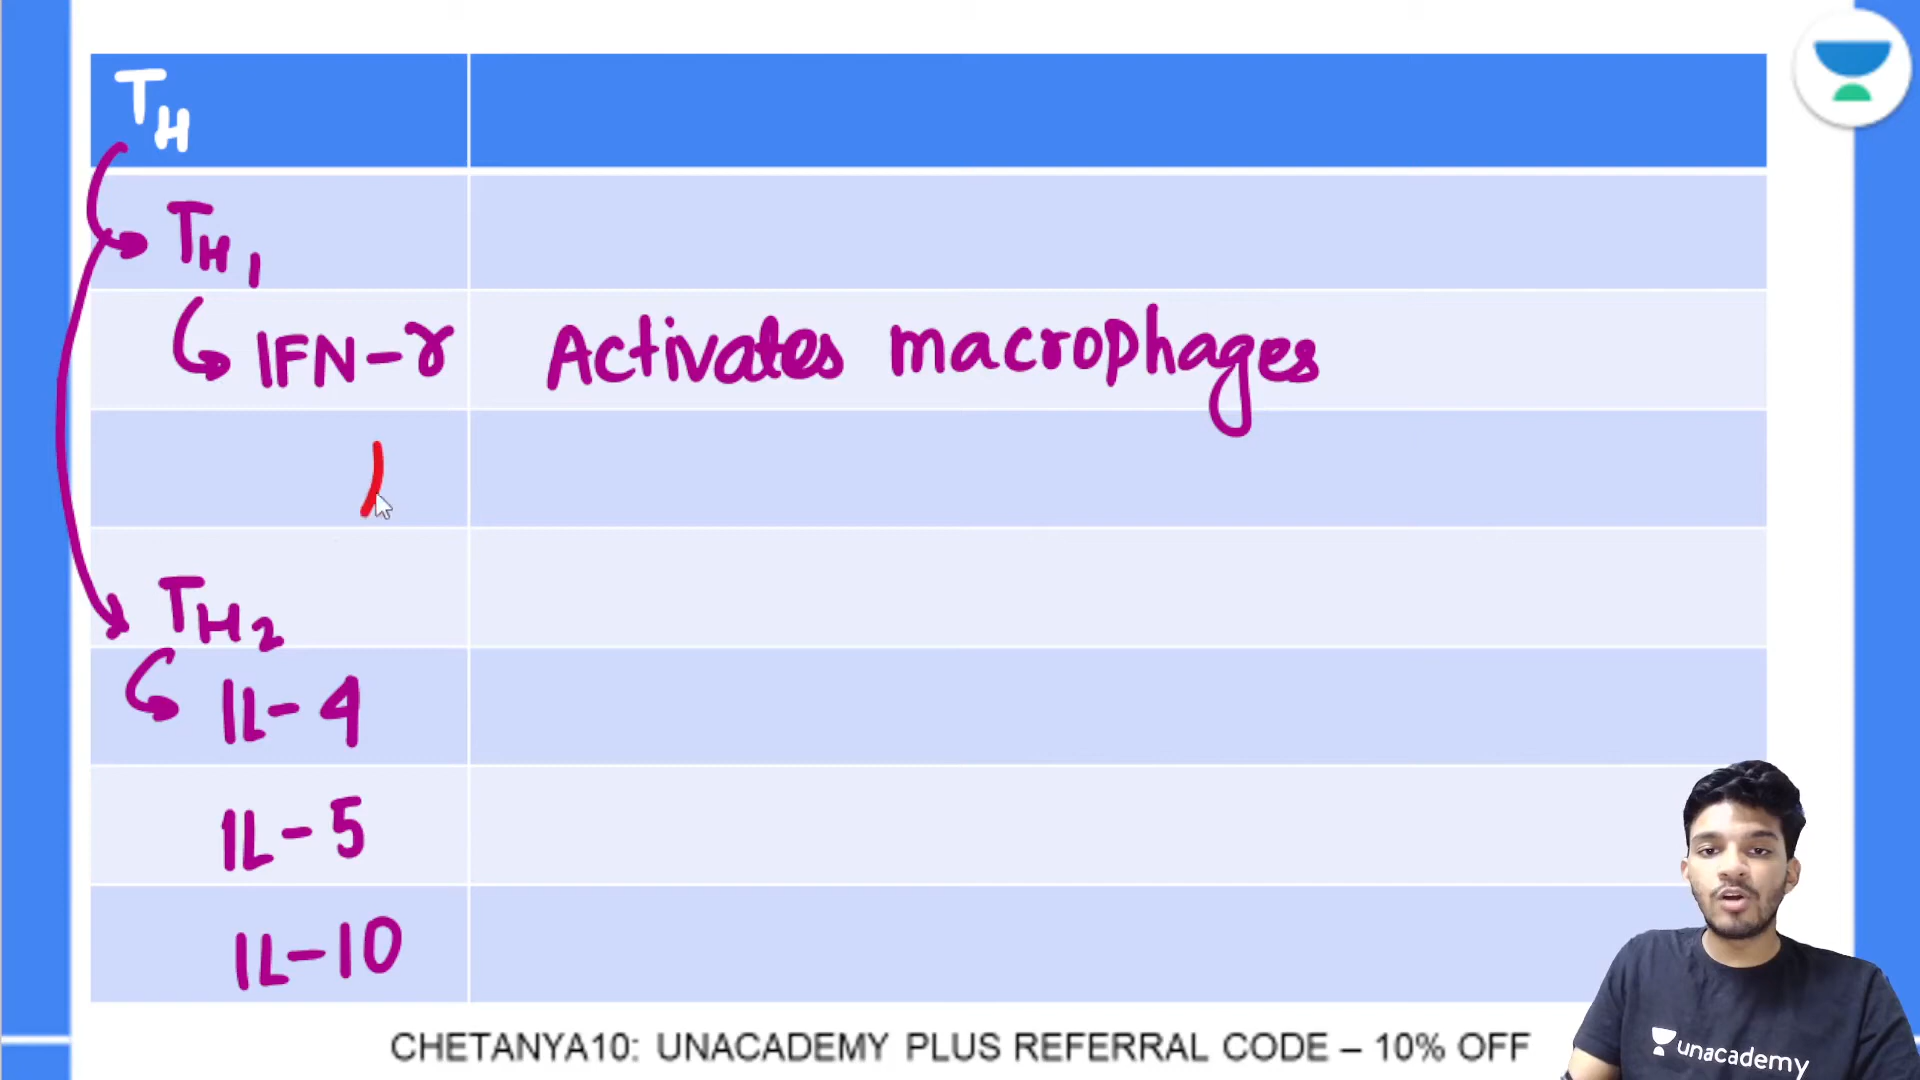 TH
TH1
IFN-γ Activates macrophages
TH2
IL-4
IL-5
IL-10
CHETANYA10: UNACADEMY PLUS REFERRAL CODE – 10% OFF
unacademy